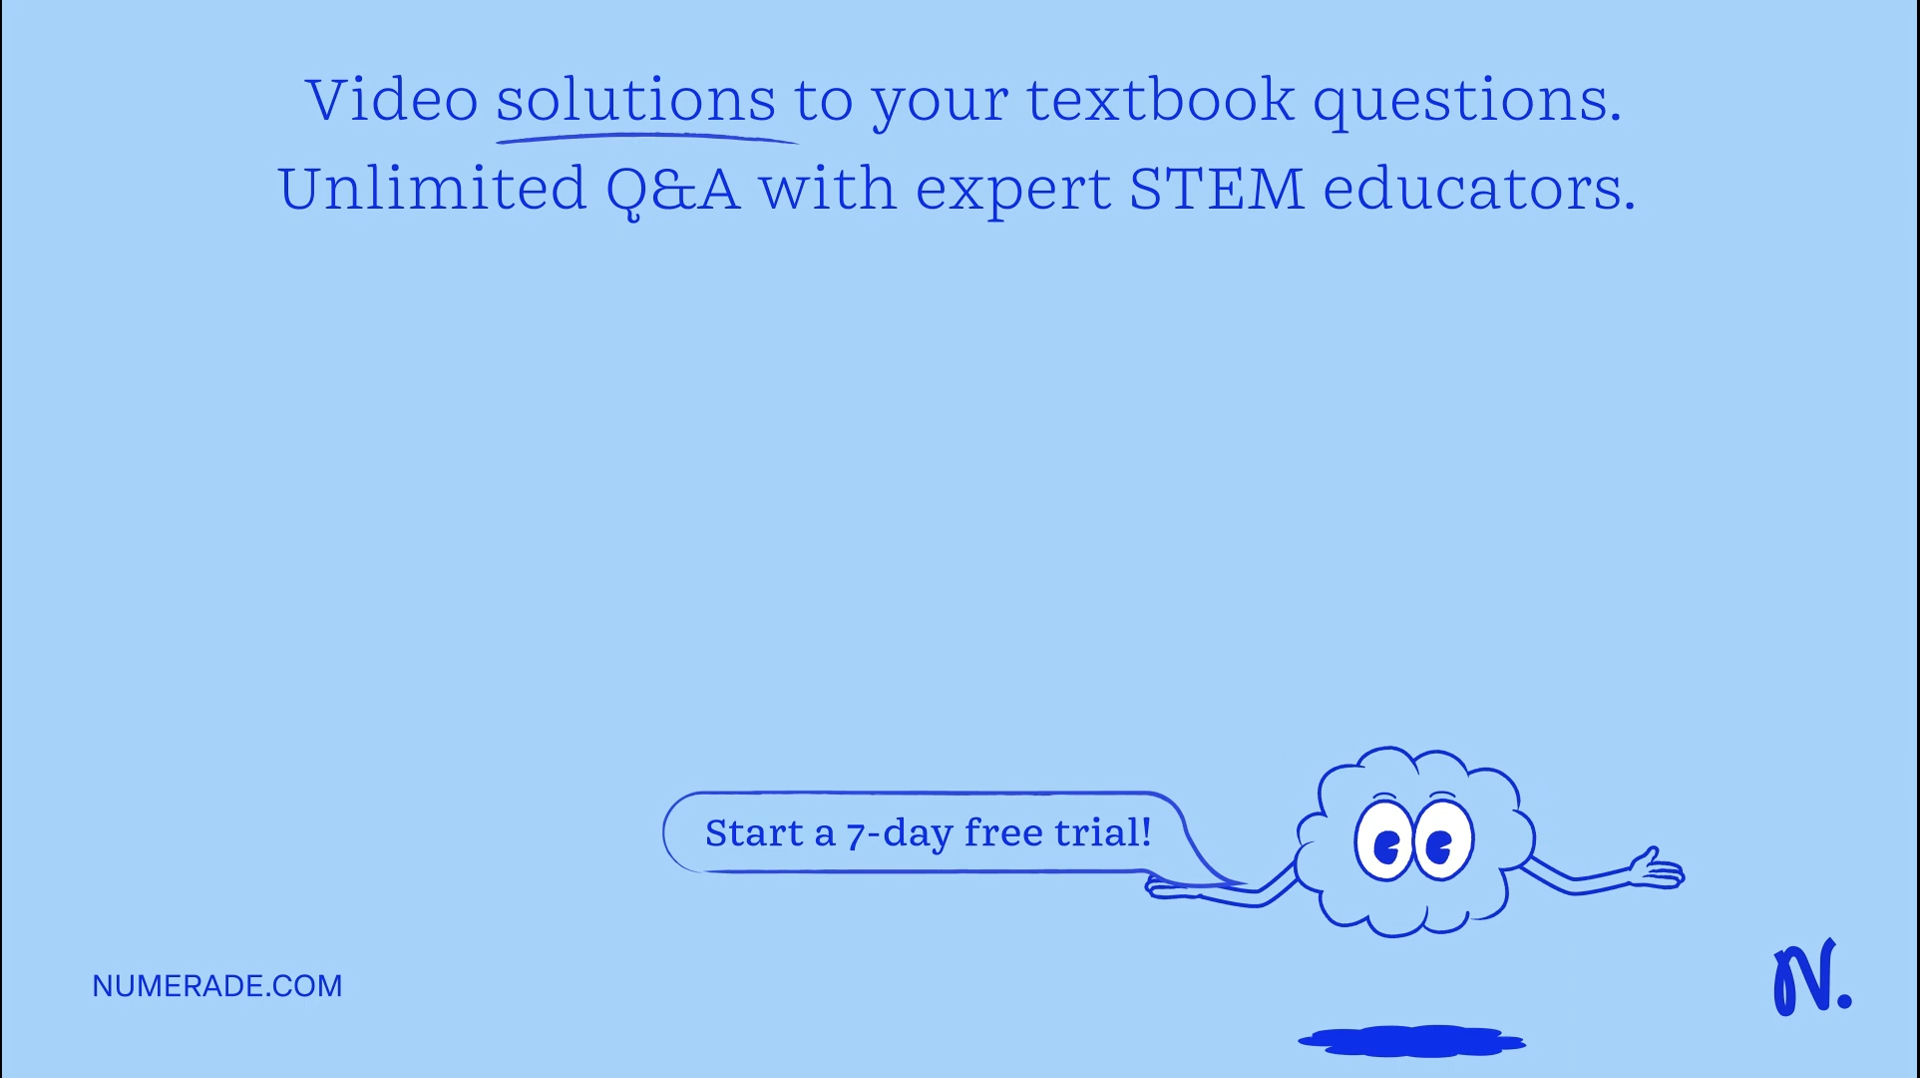 Video solutions to your textbook questions.
Unlimited Q&A with expert STEM educators.
Start a 7-day free trial!
NUMERADE.COM
N.